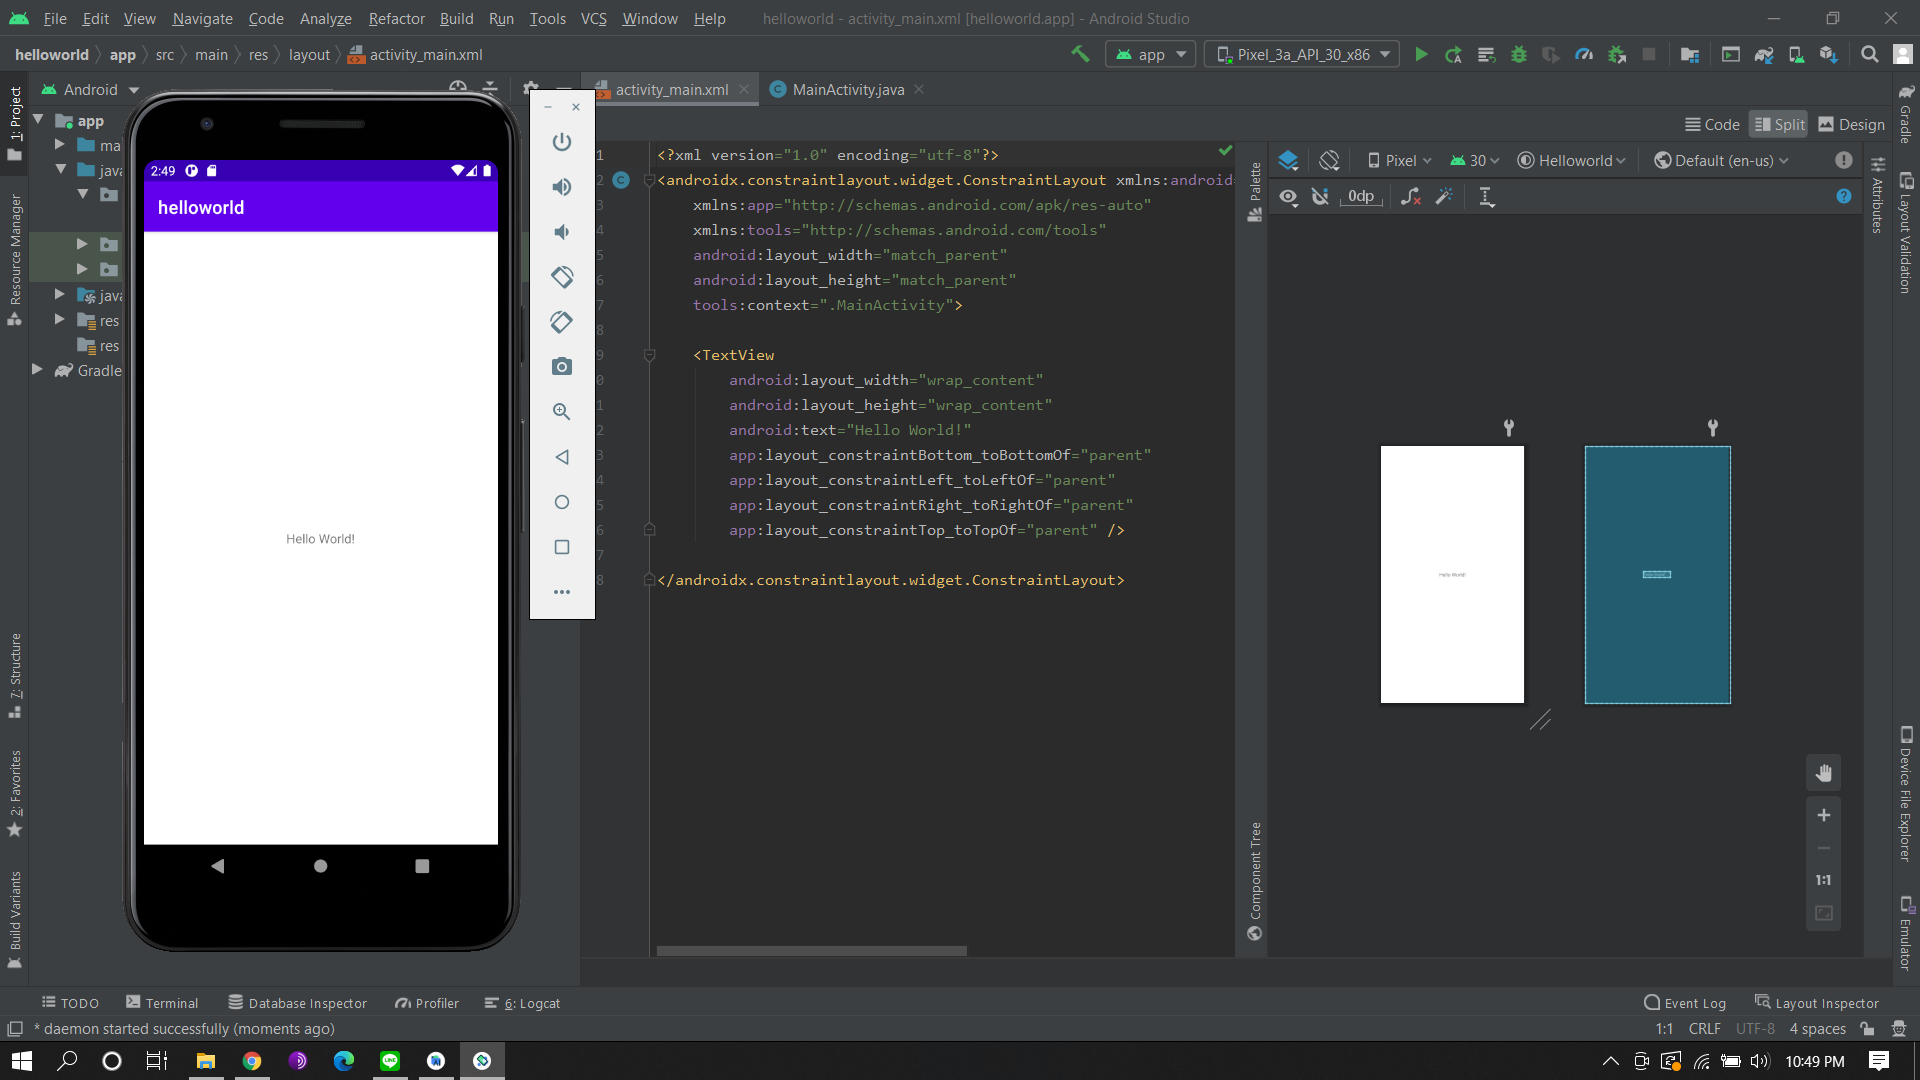 File Edit View Navigate Code Analyze Refactor Build Run Tools VCS Window Help helloworld - activity_main.xml [helloworld.app] - Android Studio
helloworld app src main res layout activity_main.xml app Pixel_3a_API_30_x86
Android activity_main.xml MainActivity.java
Code Split Design
1: Project
Resource Manager
7: Structure
2: Favorites
Build Variants
app
ma
java
java
res
res
Gradle
2:49
helloworld
Hello World!
1 <?xml version="1.0" encoding="utf-8"?>
2 <androidx.constraintlayout.widget.ConstraintLayout xmlns:android=
3 xmlns:app="http://schemas.android.com/apk/res-auto"
4 xmlns:tools="http://schemas.android.com/tools"
5 android:layout_width="match_parent"
6 android:layout_height="match_parent"
7 tools:context=".MainActivity">
8
9 <TextView
0 android:layout_width="wrap_content"
1 android:layout_height="wrap_content"
2 android:text="Hello World!"
3 app:layout_constraintBottom_toBottomOf="parent"
4 app:layout_constraintLeft_toLeftOf="parent"
5 app:layout_constraintRight_toRightOf="parent"
6 app:layout_constraintTop_toTopOf="parent" />
7
8 </androidx.constraintlayout.widget.ConstraintLayout>
Palette
Component Tree
Pixel 30 Helloworld Default (en-us)
0dp
Hello World!
1:1
Attributes
Gradle
Layout Validation
Device File Explorer
Emulator
TODO Terminal Database Inspector Profiler 6: Logcat Event Log Layout Inspector
* daemon started successfully (moments ago) 1:1 CRLF UTF-8 4 spaces
10:49 PM